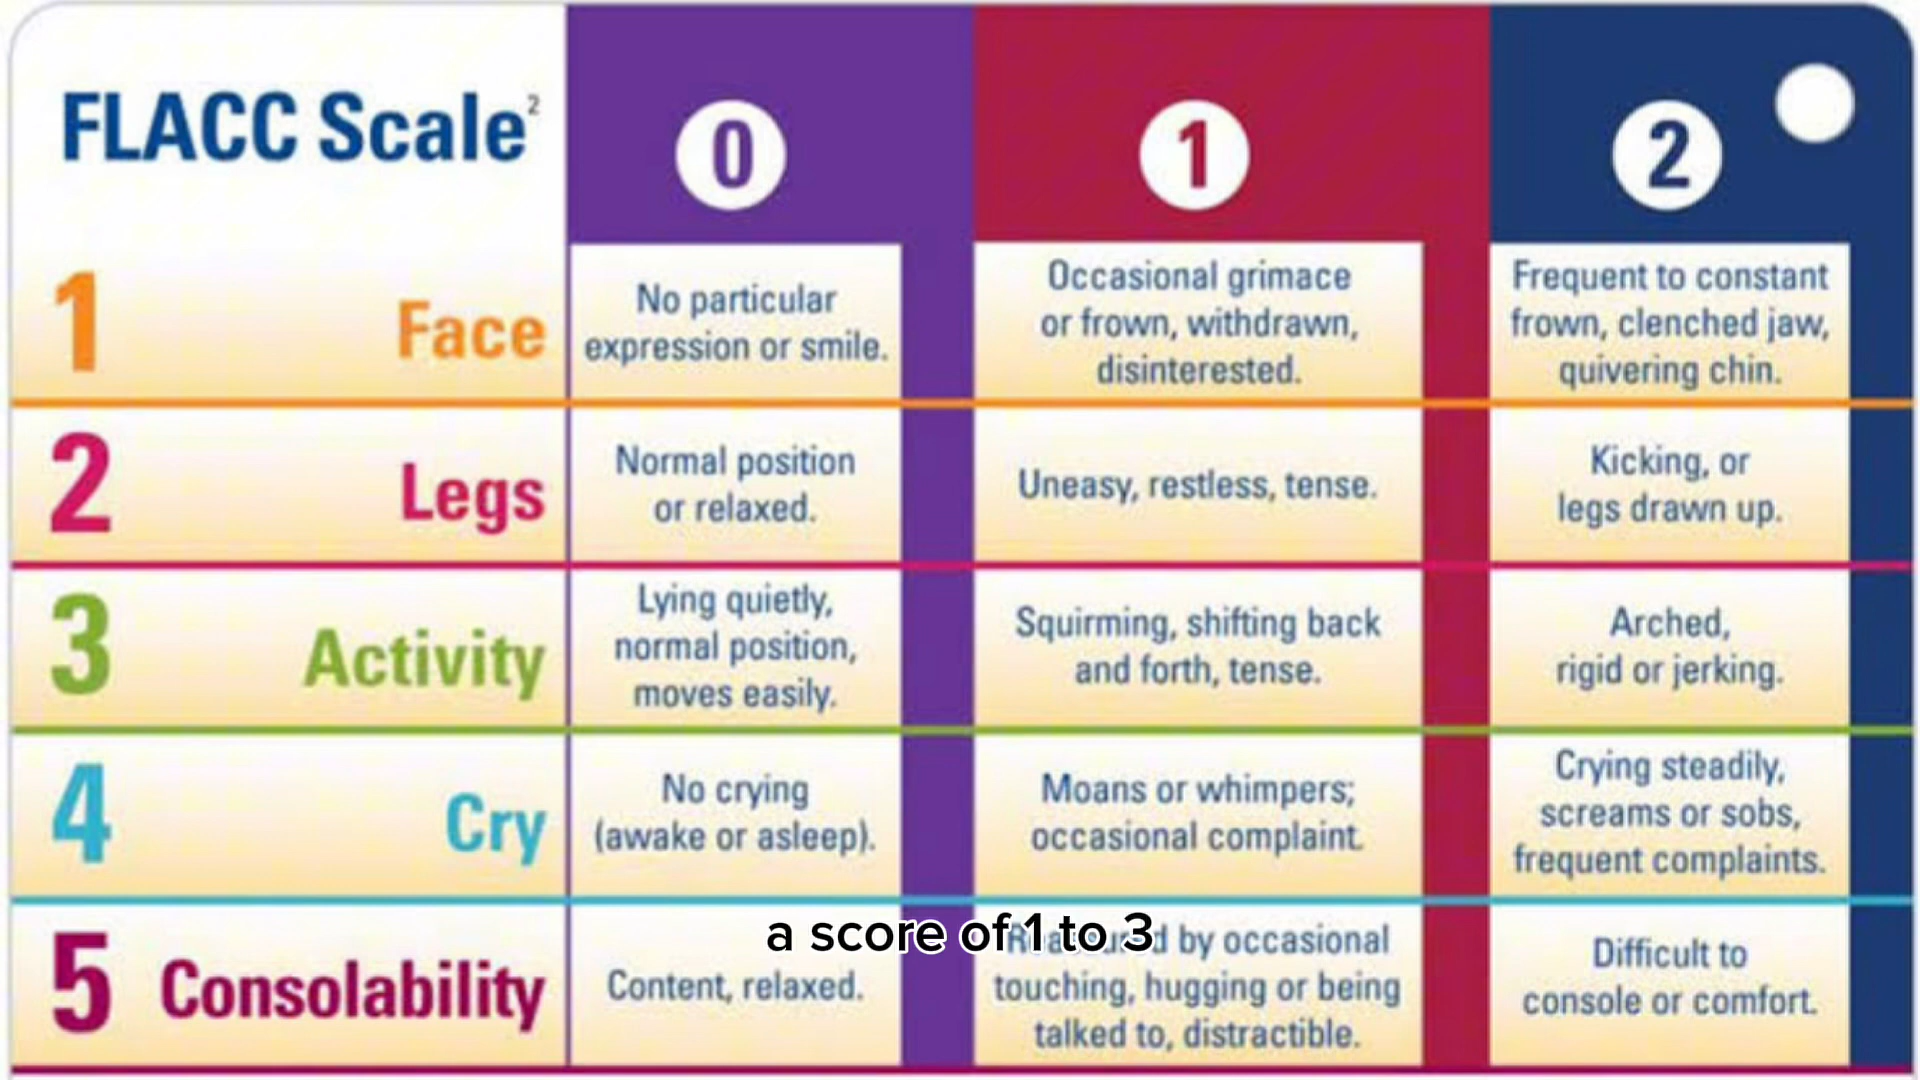 FLACC Scale2
0
1
2
1 Face
No particular
expression or smile.
Occasional grimace
or frown, withdrawn,
disinterested.
Frequent to constant
frown, clenched jaw,
quivering chin.
2 Legs
Normal position
or relaxed.
Uneasy, restless, tense.
Kicking, or
legs drawn up.
3 Activity
Lying quietly,
normal position,
moves easily.
Squirming, shifting back
and forth, tense.
Arched,
rigid or jerking.
4 Cry
No crying
(awake or asleep).
Moans or whimpers;
occasional complaint.
Crying steadily,
screams or sobs,
frequent complaints.
5 Consolability
Content, relaxed.
by occasional
touching, hugging or being
talked to, distractible.
Difficult to
console or comfort.
a score of 1 to 3